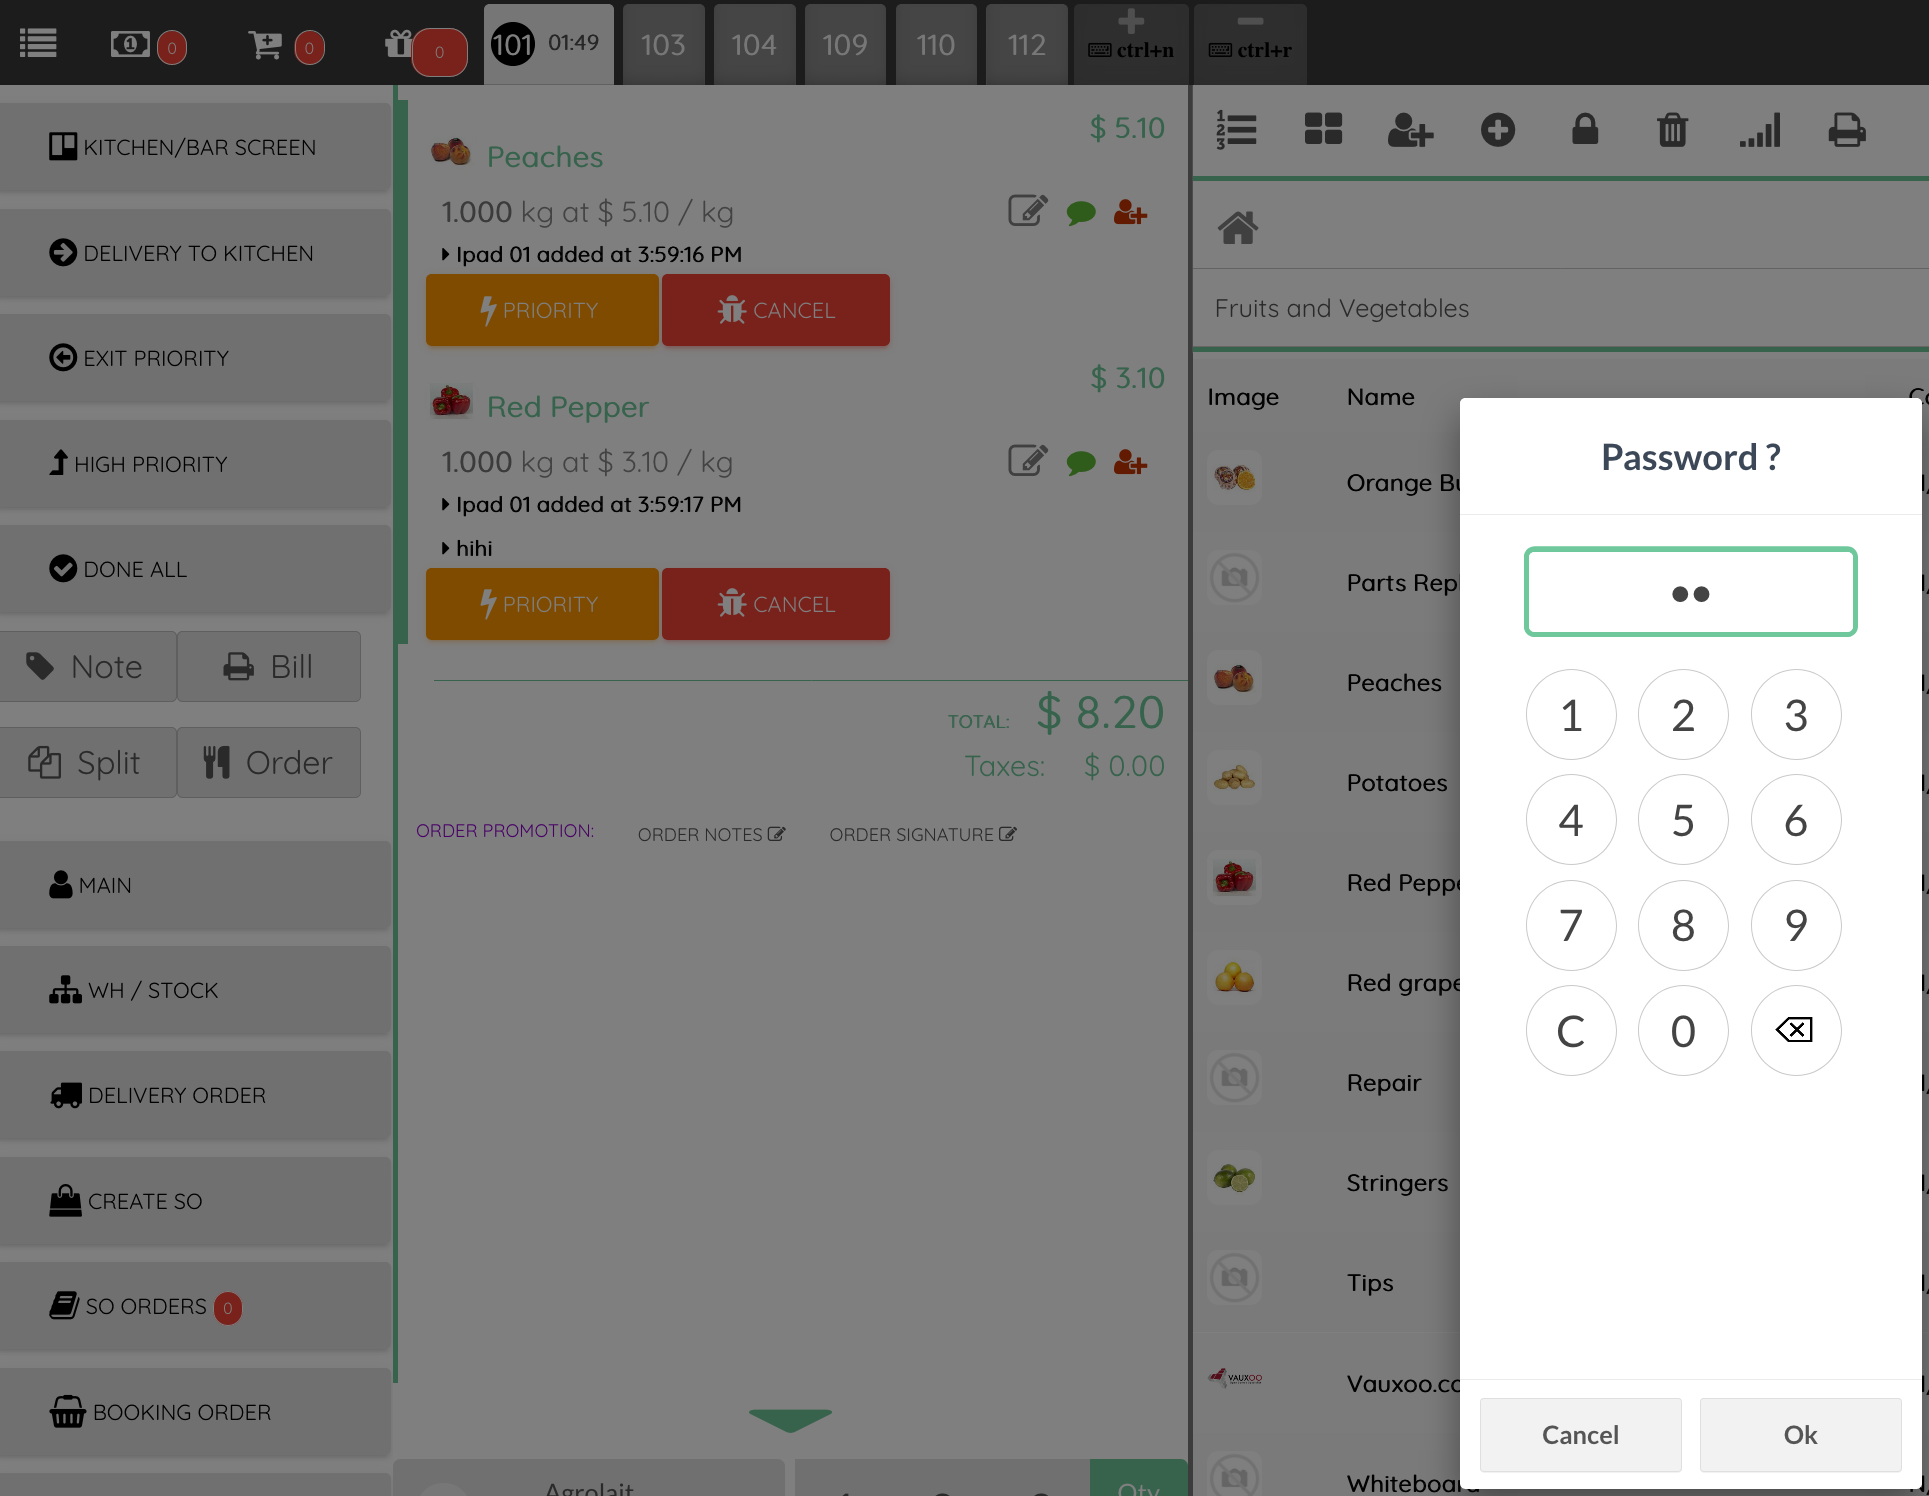 0
0
0
101 01:49
103
104
109
110
112
ctrl+n
ctrl+r
KITCHEN/BAR SCREEN
DELIVERY TO KITCHEN
EXIT PRIORITY
HIGH PRIORITY
DONE ALL
Note
Bill
Split
Order
MAIN
WH / STOCK
DELIVERY ORDER
CREATE SO
SO ORDERS 0
BOOKING ORDER
$ 5.10
Peaches
1.000 kg at $ 5.10 / kg
Ipad 01 added at 3:59:16 PM
PRIORITY
CANCEL
$ 3.10
Red Pepper
1.000 kg at $ 3.10 / kg
Ipad 01 added at 3:59:17 PM
hihi
PRIORITY
CANCEL
TOTAL: $ 8.20
Taxes: $ 0.00
ORDER PROMOTION:
ORDER NOTES
ORDER SIGNATURE
Agrolait
Qty
Fruits and Vegetables
Image
Name
Orange
Parts
Peaches
Potatoes
Red
Red
Repair
Stringers
Tips
VAUXOO
Whiteboard
Password ?
1
2
3
4
5
6
7
8
9
C
0
Cancel
Ok